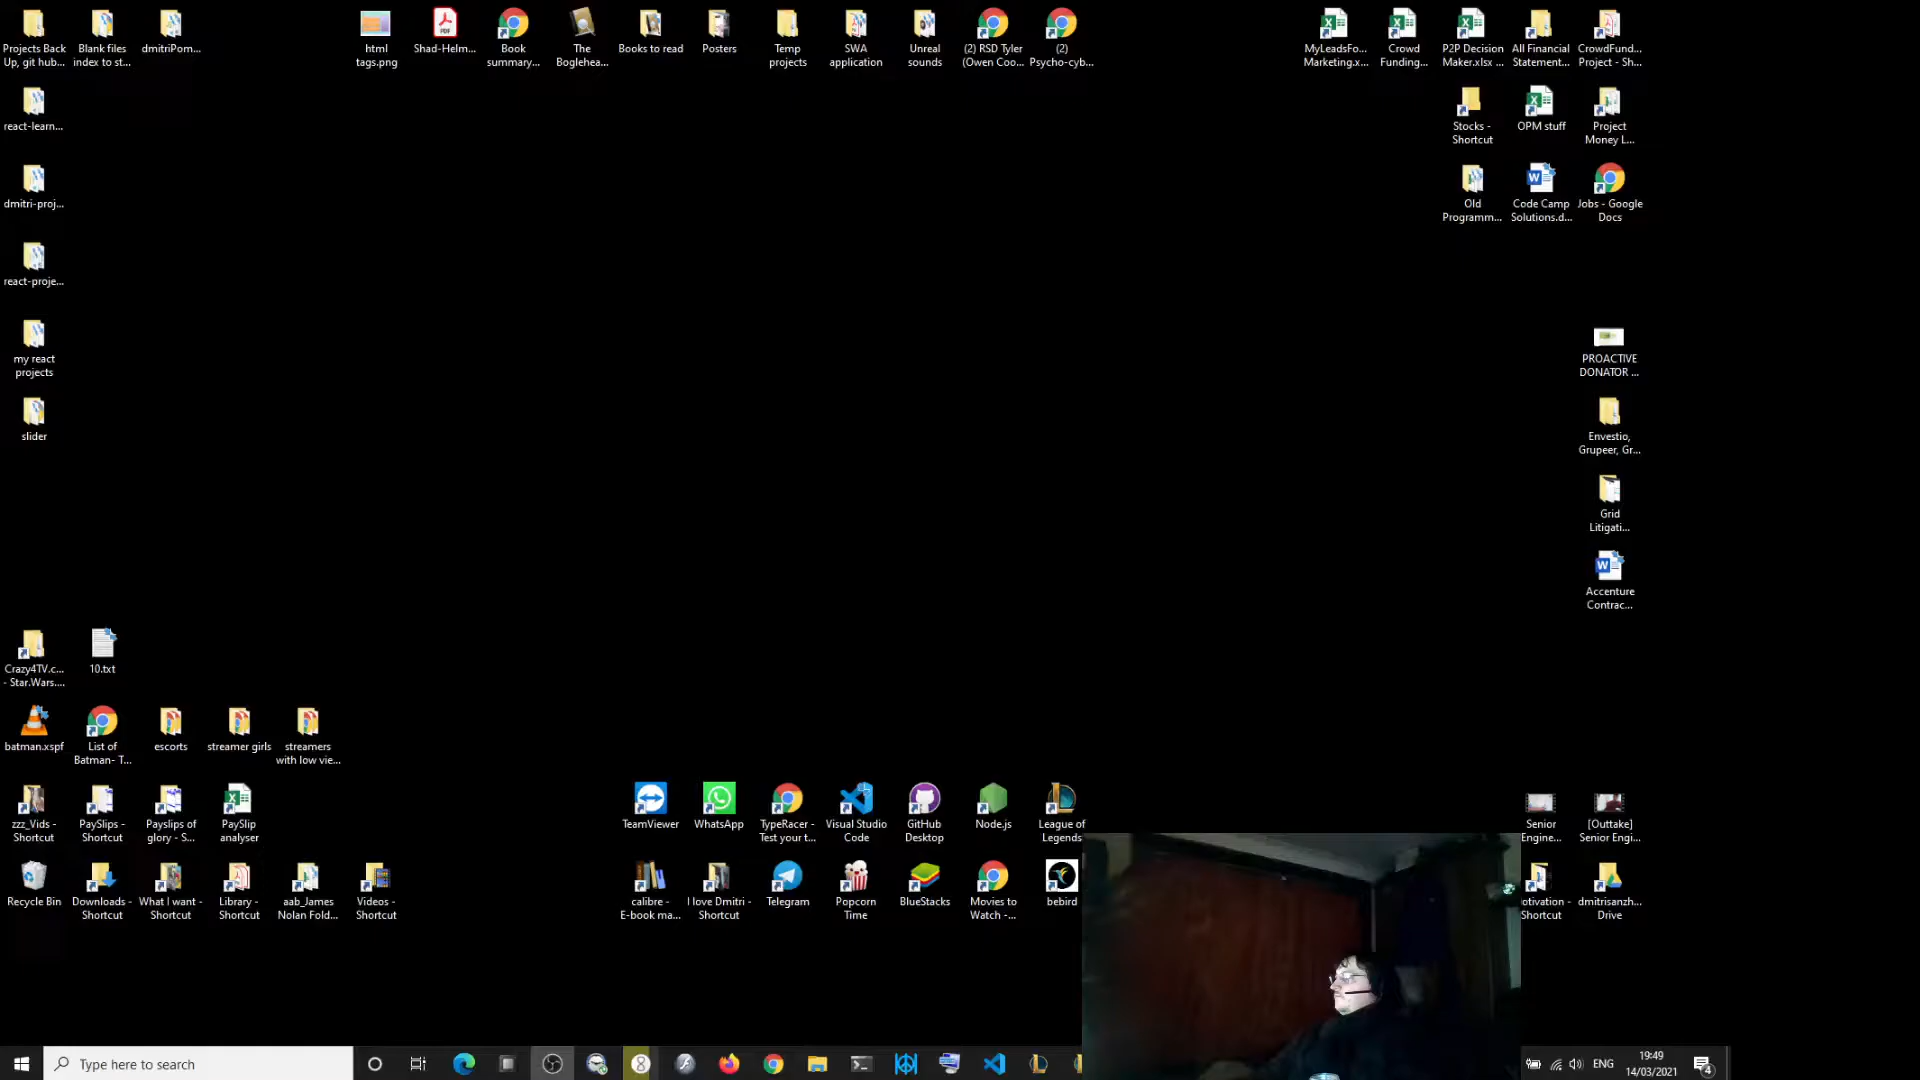 Projects Back
Up, git hub...
Blank files
index to st...
dmitriPom...
html
tags.png
Shad-Helm...
Book
summary...
The
Boglehea...
Books to read
Posters
Temp
projects
SWA
application
Unreal
sounds
(2) RSD Tyler
(Owen Coo...
(2)
Psycho-cyb...
MyLeadsFo...
Marketing.x...
Crowd
Funding...
P2P Decision
Maker.xlsx ...
All Financial
Statement...
CrowdFund...
Project - Sh...
react-learn...
Stocks -
Shortcut
OPM stuff
Project
Money L...
dmitri-proj...
Old
Programm...
Code Camp
Solutions.d...
Jobs - Google
Docs
react-proje...
my react
projects
PROACTIVE
DONATOR ...
slider
Envestio,
Grupeer, Gr...
Grid
Litigati...
Accenture
Contrac...
Crazy4TV.c...
- Star.Wars....
10.txt
batman.xspf
List of
Batman- T...
escorts
streamer girls
streamers
with low vie...
zzz_Vids -
Shortcut
PaySlips -
Shortcut
Payslips of
glory - S...
PaySlip
analyser
TeamViewer
WhatsApp
TypeRacer -
Test your t...
Visual Studio
Code
GitHub
Desktop
Node.js
League of
Legends
Senior
Engine...
[Outtake]
Senior Engi...
Recycle Bin
Downloads -
Shortcut
What I want -
Shortcut
Library -
Shortcut
aab_James
Nolan Fold...
Videos -
Shortcut
calibre -
E-book ma...
I love Dmitri -
Shortcut
Telegram
Popcorn
Time
BlueStacks
Movies to
Watch -...
bebird
otivation -
Shortcut
dmitrisanzh...
Drive
Type here to search
ENG
19:49
14/03/2021
4